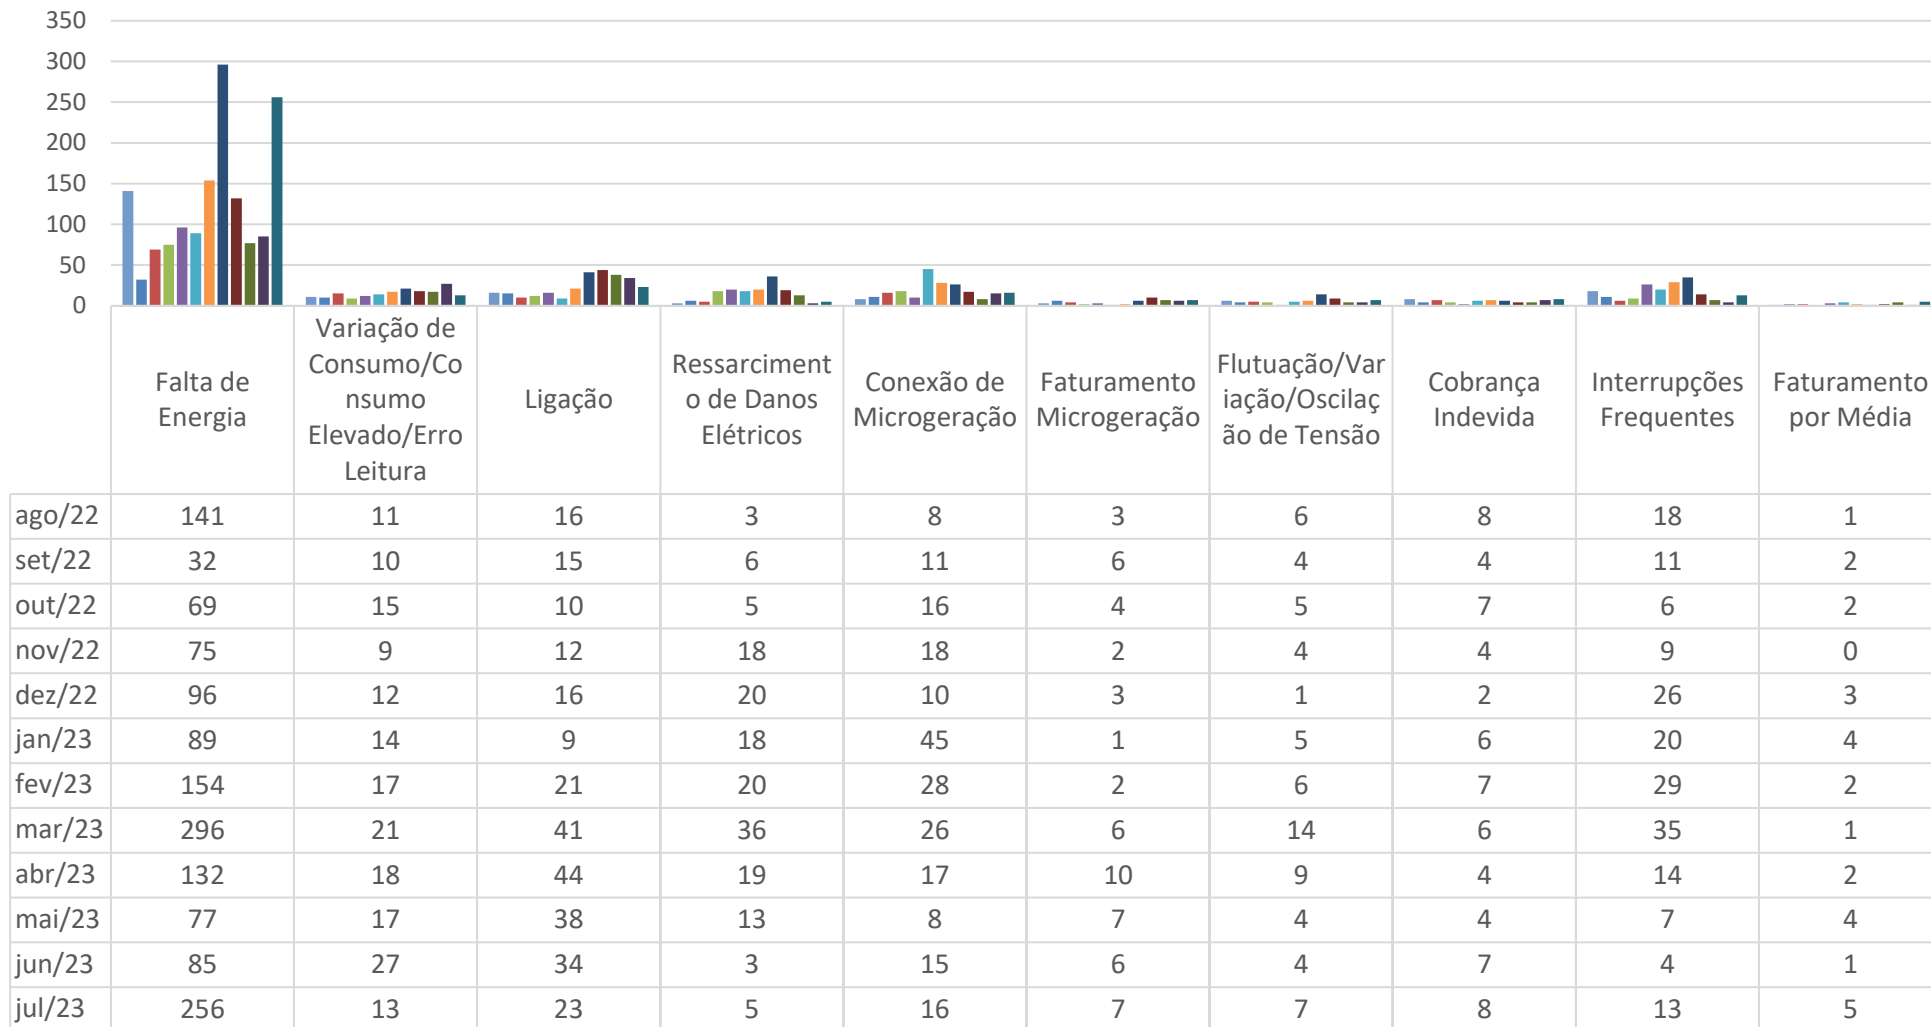 350
300
250
200
150
100
50
0
Falta de
Energia
Variação de
Consumo/Co
nsumo
Elevado/Erro
Leitura
Ligação
Ressarciment
o de Danos
Elétricos
Conexão de
Microgeração
Faturamento
Microgeração
Flutuação/Var
iação/Oscilaç
ão de Tensão
Cobrança
Indevida
Interrupções
Frequentes
Faturamento
por Média
ago/22 141 11 16 3 8 3 6 8 18 1
set/22 32 10 15 6 11 6 4 4 11 2
out/22 69 15 10 5 16 4 5 7 6 2
nov/22 75 9 12 18 18 2 4 4 9 0
dez/22 96 12 16 20 10 3 1 2 26 3
jan/23 89 14 9 18 45 1 5 6 20 4
fev/23 154 17 21 20 28 2 6 7 29 2
mar/23 296 21 41 36 26 6 14 6 35 1
abr/23 132 18 44 19 17 10 9 4 14 2
mai/23 77 17 38 13 8 7 4 4 7 4
jun/23 85 27 34 3 15 6 4 7 4 1
jul/23 256 13 23 5 16 7 7 8 13 5